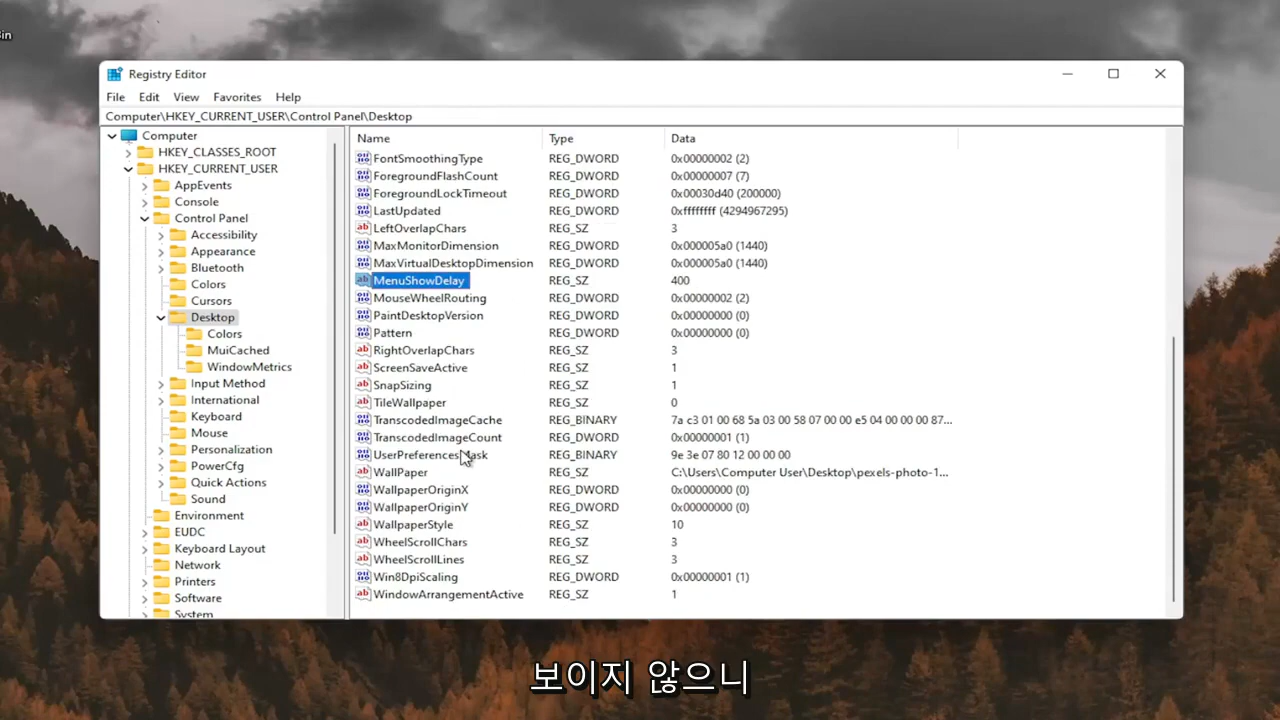 in
Registry Editor
File Edit View Favorites Help
Computer\HKEY_CURRENT_USER\Control Panel\Desktop
Computer
HKEY_CLASSES_ROOT
HKEY_CURRENT_USER
AppEvents
Console
Control Panel
Accessibility
Appearance
Bluetooth
Colors
Cursors
Desktop
Colors
MuiCached
WindowMetrics
Input Method
International
Keyboard
Mouse
Personalization
PowerCfg
Quick Actions
Sound
Environment
EUDC
Keyboard Layout
Network
Printers
Software
System
Name Type Data
FontSmoothingType REG_DWORD 0x00000002 (2)
ForegroundFlashCount REG_DWORD 0x00000007 (7)
ForegroundLockTimeout REG_DWORD 0x00030d40 (200000)
LastUpdated REG_DWORD 0xffffffff (4294967295)
LeftOverlapChars REG_SZ 3
MaxMonitorDimension REG_DWORD 0x000005a0 (1440)
MaxVirtualDesktopDimension REG_DWORD 0x000005a0 (1440)
MenuShowDelay REG_SZ 400
MouseWheelRouting REG_DWORD 0x00000002 (2)
PaintDesktopVersion REG_DWORD 0x00000000 (0)
Pattern REG_DWORD 0x00000000 (0)
RightOverlapChars REG_SZ 3
ScreenSaveActive REG_SZ 1
SnapSizing REG_SZ 1
TileWallpaper REG_SZ 0
TranscodedImageCache REG_BINARY 7a c3 01 00 68 5a 03 00 58 07 00 00 e5 04 00 00 00 87...
TranscodedImageCount REG_DWORD 0x00000001 (1)
UserPreferencesMask REG_BINARY 9e 3e 07 80 12 00 00 00
WallPaper REG_SZ C:\Users\Computer User\Desktop\pexels-photo-1...
WallpaperOriginX REG_DWORD 0x00000000 (0)
WallpaperOriginY REG_DWORD 0x00000000 (0)
WallpaperStyle REG_SZ 10
WheelScrollChars REG_SZ 3
WheelScrollLines REG_SZ 3
Win8DpiScaling REG_DWORD 0x00000001 (1)
WindowArrangementActive REG_SZ 1
보이지 않으니